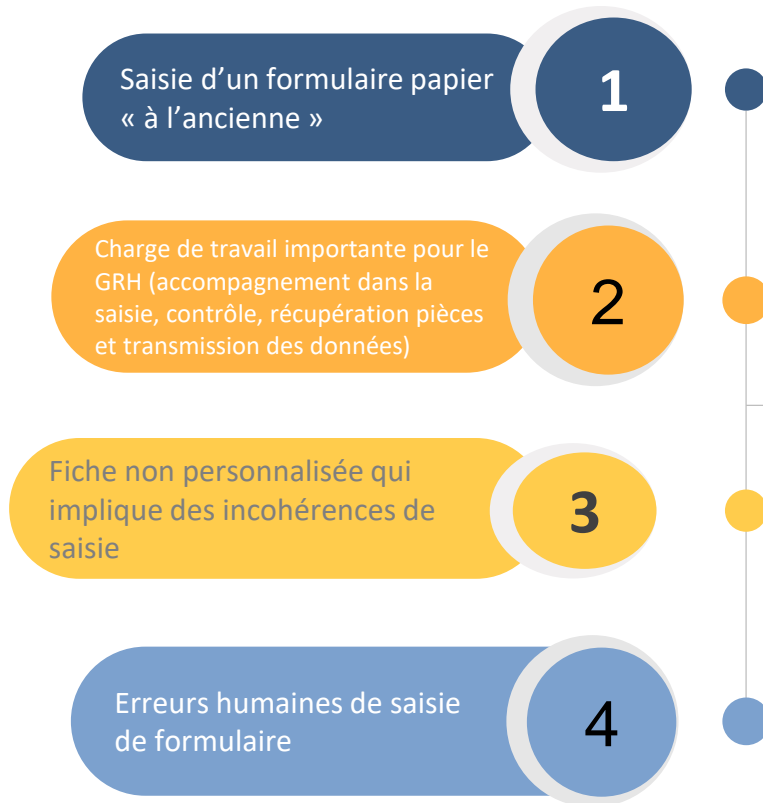 Saisie d'un formulaire papier
« à l'ancienne »
1
Charge de travail importante pour le
GRH (accompagnement dans la
saisie, contrôle, récupération pièces
et transmission des données)
2
Fiche non personnalisée qui
implique des incohérences de
saisie
3
Erreurs humaines de saisie
de formulaire
4